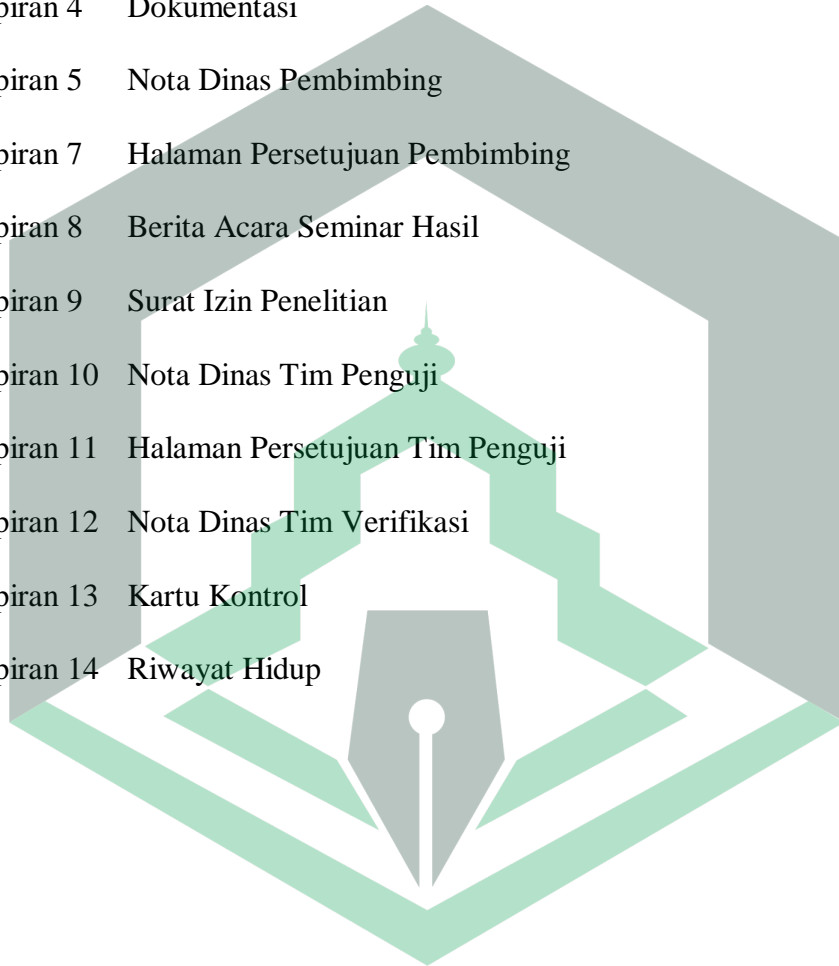 piran 4 Dokumentasi
piran 5 Nota Dinas Pembimbing
piran 7 Halaman Persetujuan Pembimbing
piran 8 Berita Acara Seminar Hasil
piran 9 Surat Izin Penelitian
piran 10 Nota Dinas Tim Penguji
piran 11 Halaman Persetujuan Tim Penguji
piran 12 Nota Dinas Tim Verifikasi
piran 13 Kartu Kontrol
piran 14 Riwayat Hidup